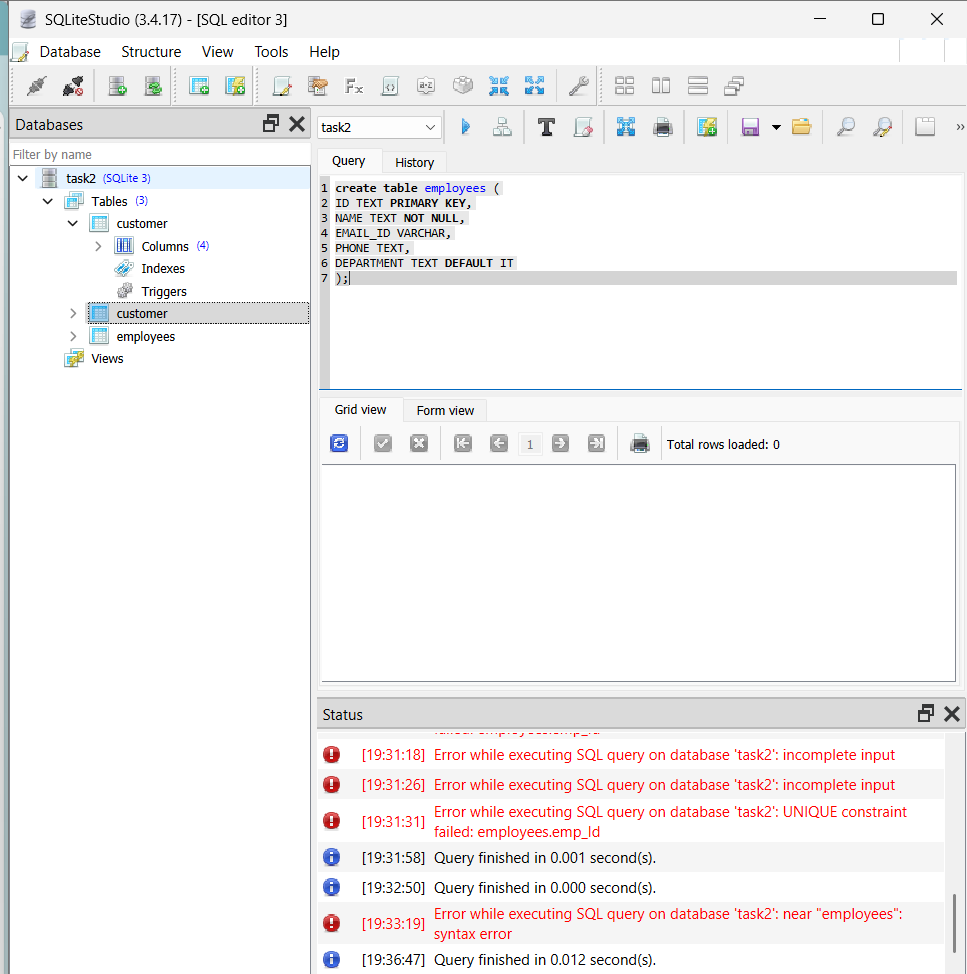 SQLiteStudio (3.4.17) - [SQL editor 3]
Database Structure View Tools Help
Databases
Filter by name
task2 (SQLite 3)
Tables (3)
customer
Columns (4)
Indexes
Triggers
customer
employees
Views
task2
Query History
1 create table employees (
2 ID TEXT PRIMARY KEY,
3 NAME TEXT NOT NULL,
4 EMAIL_ID VARCHAR,
5 PHONE TEXT,
6 DEPARTMENT TEXT DEFAULT IT
7 );
Grid view Form view
1 Total rows loaded: 0
Status
failed: employees.emp_Id
[19:31:18] Error while executing SQL query on database 'task2': incomplete input
[19:31:26] Error while executing SQL query on database 'task2': incomplete input
[19:31:31] Error while executing SQL query on database 'task2': UNIQUE constraint
failed: employees.emp_Id
[19:31:58] Query finished in 0.001 second(s).
[19:32:50] Query finished in 0.000 second(s).
[19:33:19] Error while executing SQL query on database 'task2': near "employees":
syntax error
[19:36:47] Query finished in 0.012 second(s).